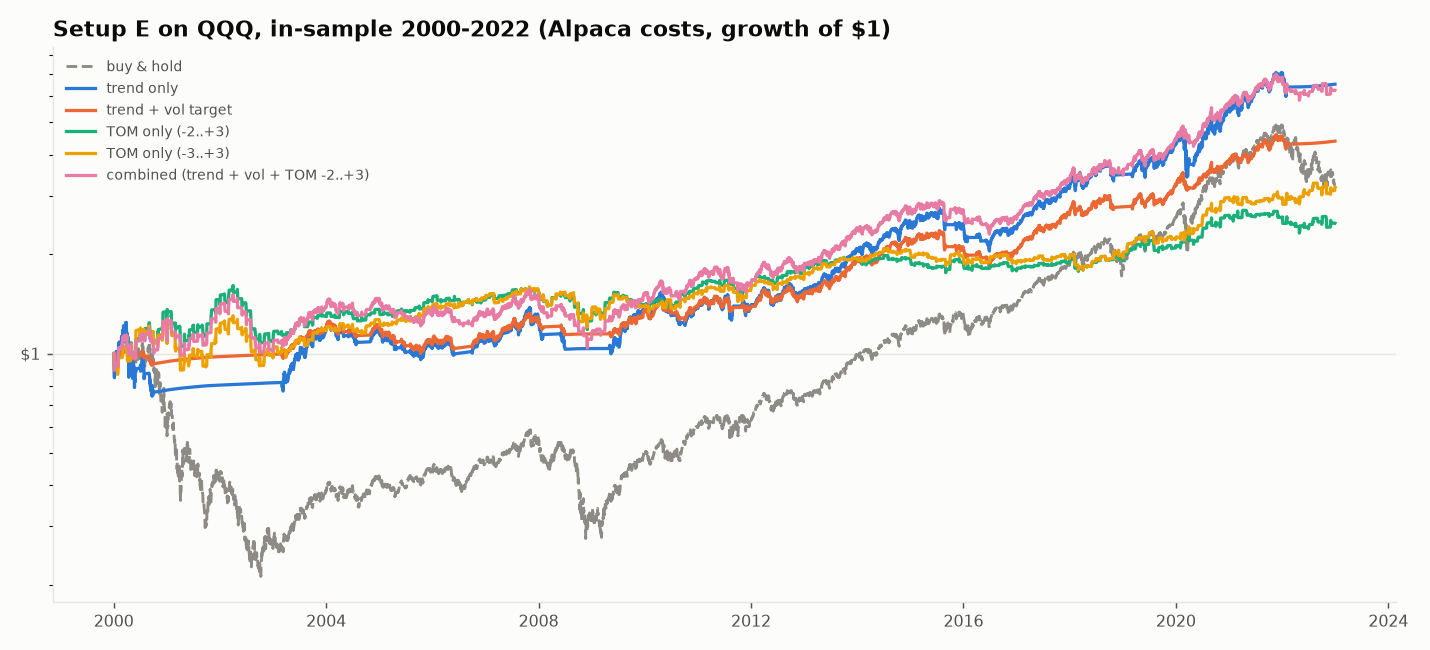 Setup E on QQQ, in-sample 2000-2022 (Alpaca costs, growth of $1)
buy & hold
trend only
trend + vol target
TOM only (-2..+3)
TOM only (-3..+3)
combined (trend + vol + TOM -2..+3)
$1
2000 2004 2008 2012 2016 2020 2024